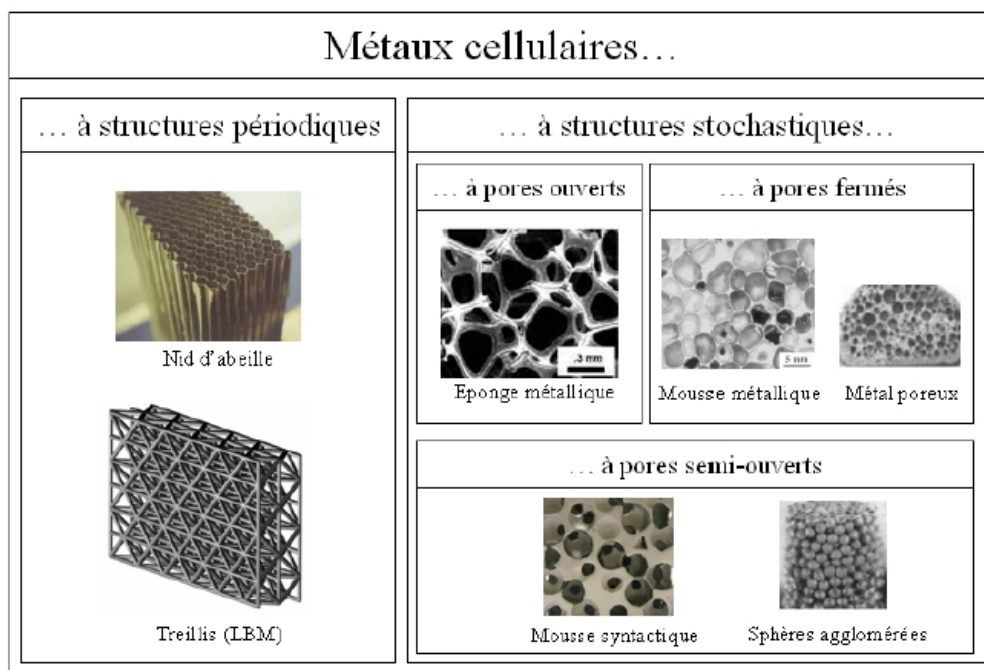 Métaux cellulaires…
… à structures périodiques
Nid d'abeille
Treillis (LBM)
… à structures stochastiques…
… à pores ouverts
.3 mm
Eponge métallique
… à pores fermés
5 mm
Mousse métallique
Métal poreux
… à pores semi-ouverts
Mousse syntactique
Sphères agglomérées